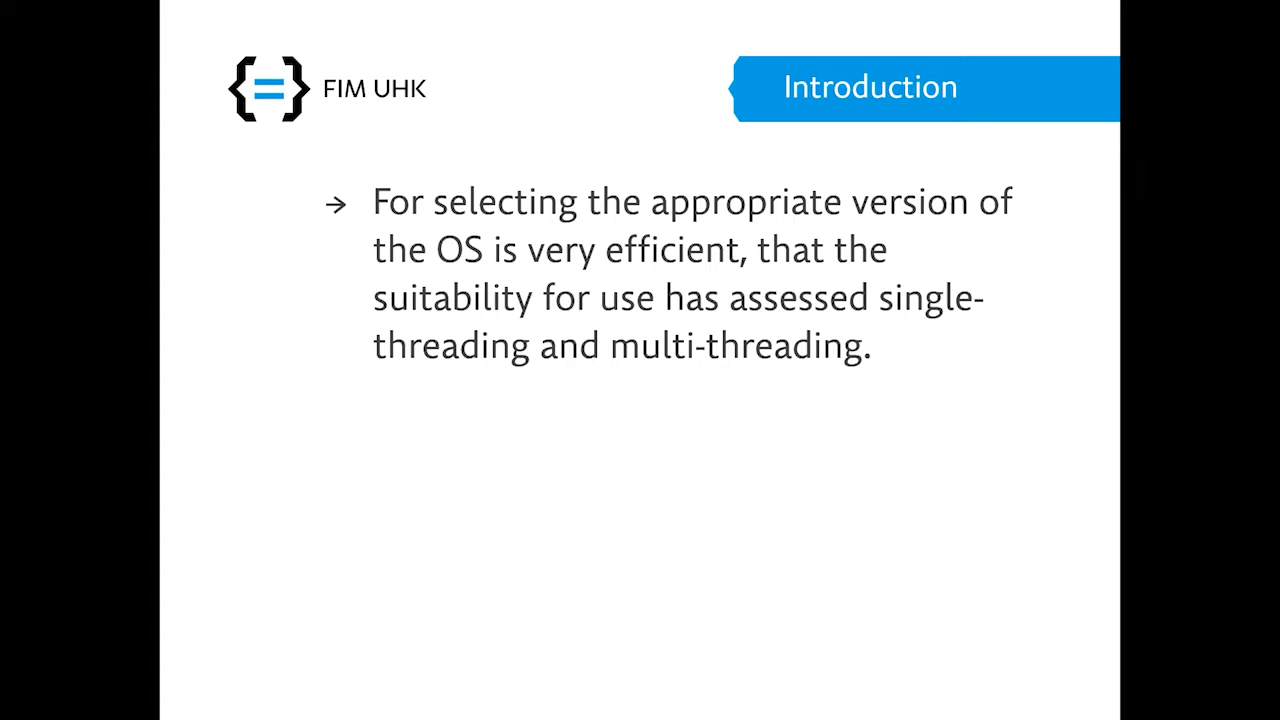 {=} FIM UHK
Introduction
→ For selecting the appropriate version of
the OS is very efficient, that the
suitability for use has assessed single-
threading and multi-threading.